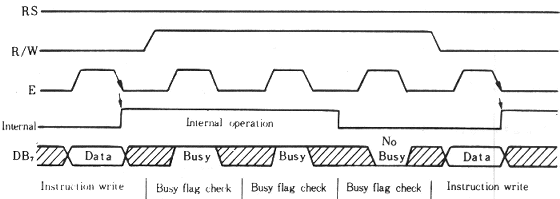 RS
R/W
E
Internal
Internal operation
No
DB7 Data Busy Busy Busy Data
Instruction write Busy flag check Busy flag check Busy flag check Instruction write